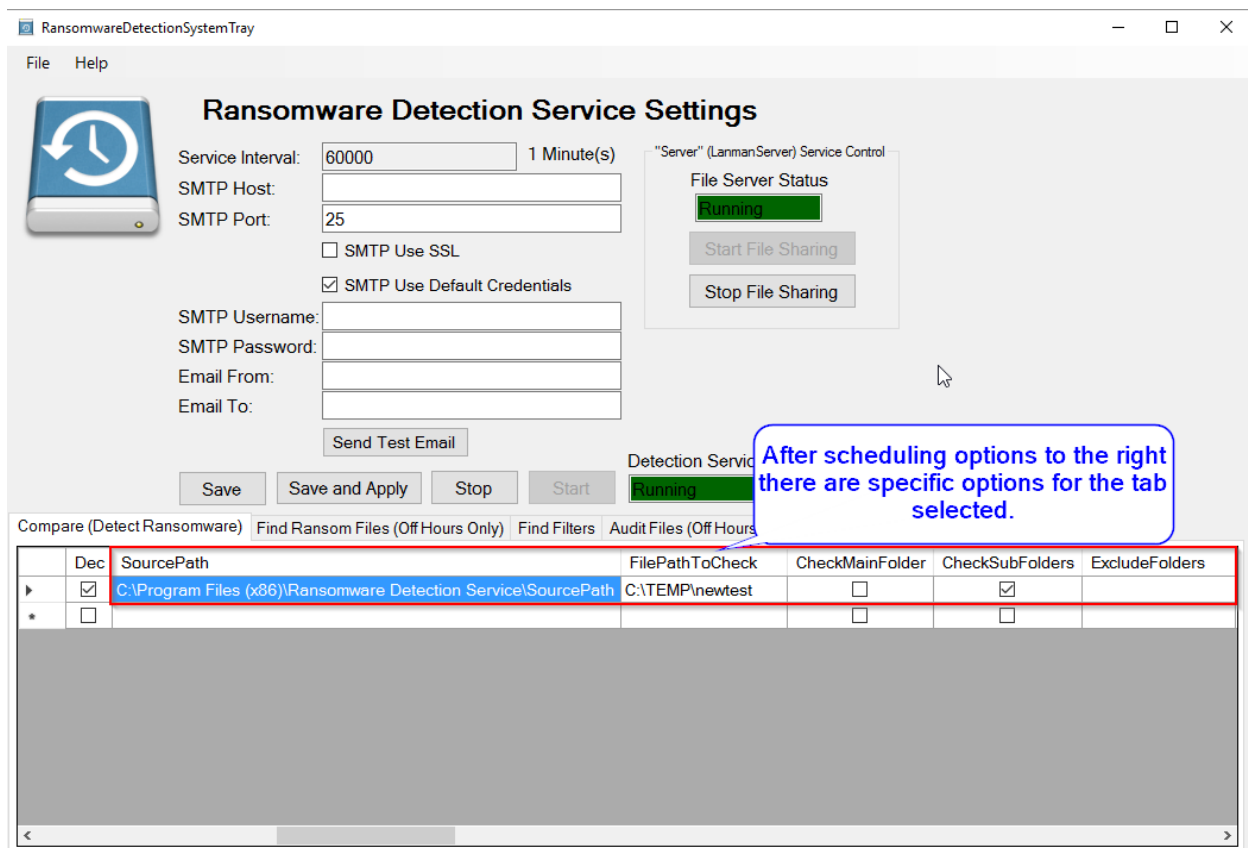 RansomwareDetectionSystemTray
File Help
Ransomware Detection Service Settings
Service Interval: 60000 1 Minute(s)
SMTP Host:
SMTP Port: 25
SMTP Use SSL
SMTP Use Default Credentials
SMTP Username:
SMTP Password:
Email From:
Email To:
Send Test Email
"Server" (LanmanServer) Service Control
File Server Status
Running
Start File Sharing
Stop File Sharing
Detection Servic
Save Save and Apply Stop Start Running
After scheduling options to the right
there are specific options for the tab
selected.
Compare (Detect Ransomware) Find Ransom Files (Off Hours Only) Find Filters Audit Files (Off Hours
Dec SourcePath FilePathToCheck CheckMainFolder CheckSubFolders ExcludeFolders
C:\Program Files (x86)\Ransomware Detection Service\SourcePath C:\TEMP\newtest